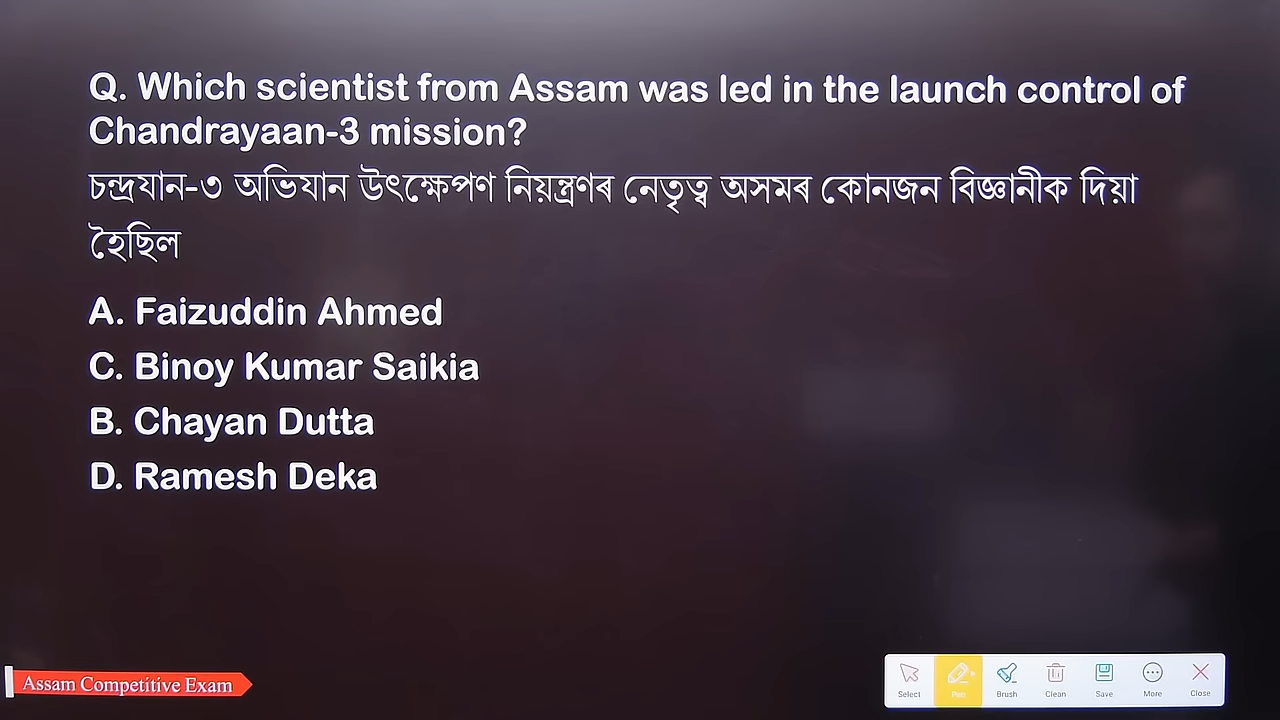 Q. Which scientist from Assam was led in the launch control of
Chandrayaan-3 mission?
চন্দ্ৰযান-৩ অভিযান উৎক্ষেপণ নিয়ন্ত্ৰণৰ নেতৃত্ব অসমৰ কোনজন বিজ্ঞানীক দিয়া
হৈছিল
A. Faizuddin Ahmed
C. Binoy Kumar Saikia
B. Chayan Dutta
D. Ramesh Deka
Assam Competitive Exam
Select Pen Brush Clean Save More Close